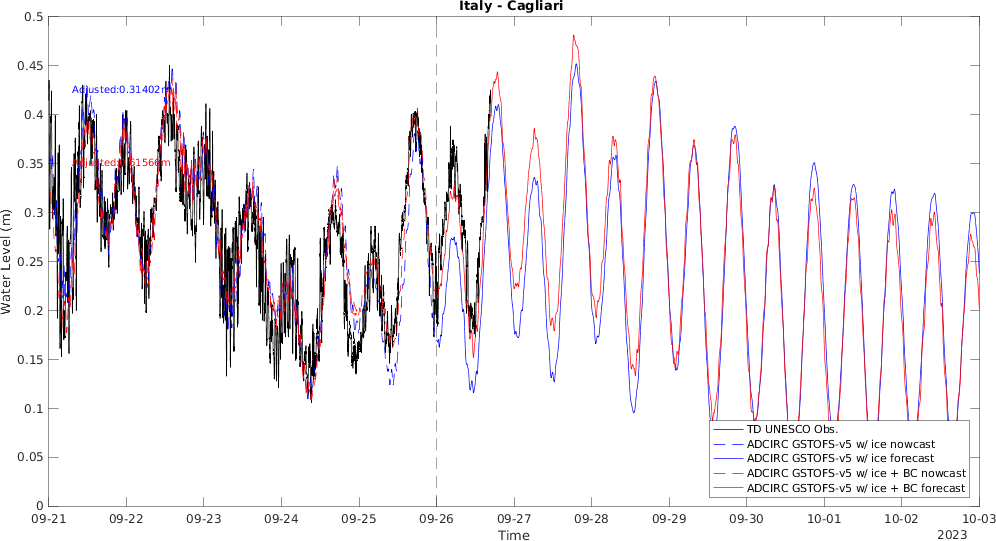 Italy - Cagliari
0.5
0.45
0.4
0.35
0.3
0.25
0.2
0.15
0.1
0.05
0
Water Level (m)
Adjusted:0.31402m
09-21
09-22
09-23
09-24
09-25
09-26
09-27
09-28
09-29
09-30
10-01
10-02
10-03
Time
2023
TD UNESCO Obs.
ADCIRC GSTOFS-v5 w/ ice nowcast
ADCIRC GSTOFS-v5 w/ ice forecast
ADCIRC GSTOFS-v5 w/ ice + BC nowcast
ADCIRC GSTOFS-v5 w/ ice + BC forecast